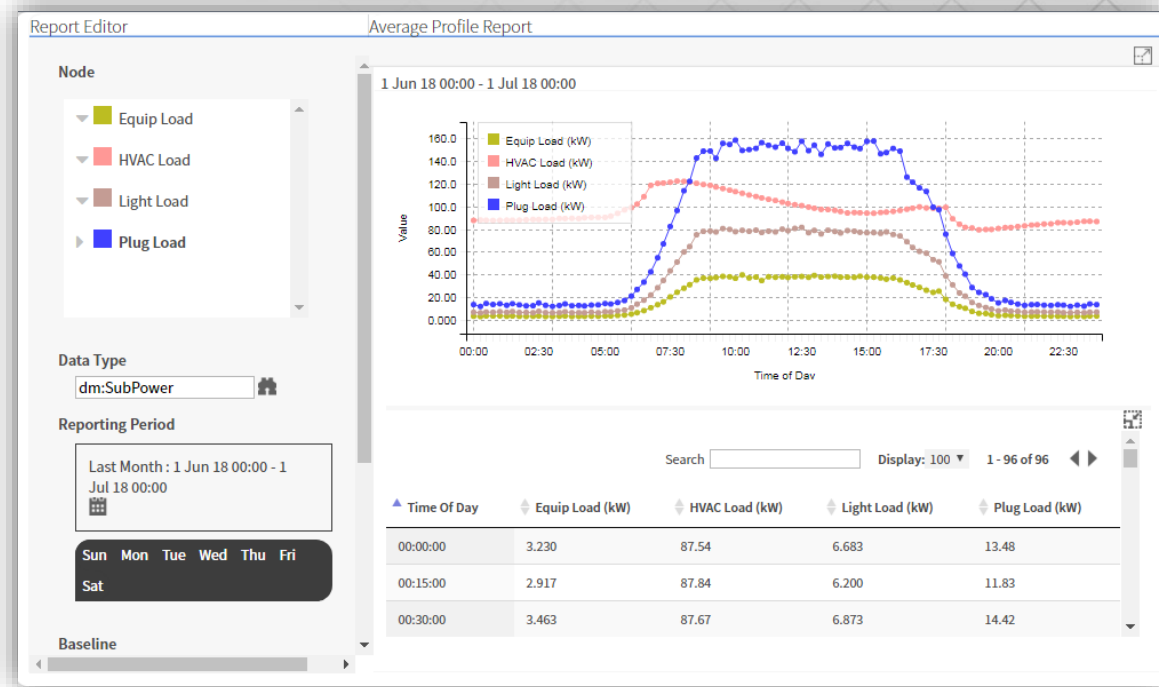 Report Editor
Average Profile Report
Node
Equip Load
HVAC Load
Light Load
Plug Load
Data Type
dm:SubPower
Reporting Period
Last Month : 1 Jun 18 00:00 - 1
Jul 18 00:00
Sun Mon Tue Wed Thu Fri
Sat
Baseline
1 Jun 18 00:00 - 1 Jul 18 00:00
Equip Load (kW)
HVAC Load (kW)
Light Load (kW)
Plug Load (kW)
Value
160.0
140.0
120.0
100.0
80.00
60.00
40.00
20.00
0.000
00:00 02:30 05:00 07:30 10:00 12:30 15:00 17:30 20:00 22:30
Time of Day
Search Display: 100 1 - 96 of 96
Time Of Day Equip Load (kW) HVAC Load (kW) Light Load (kW) Plug Load (kW)
00:00:00 3.230 87.54 6.683 13.48
00:15:00 2.917 87.84 6.200 11.83
00:30:00 3.463 87.67 6.873 14.42